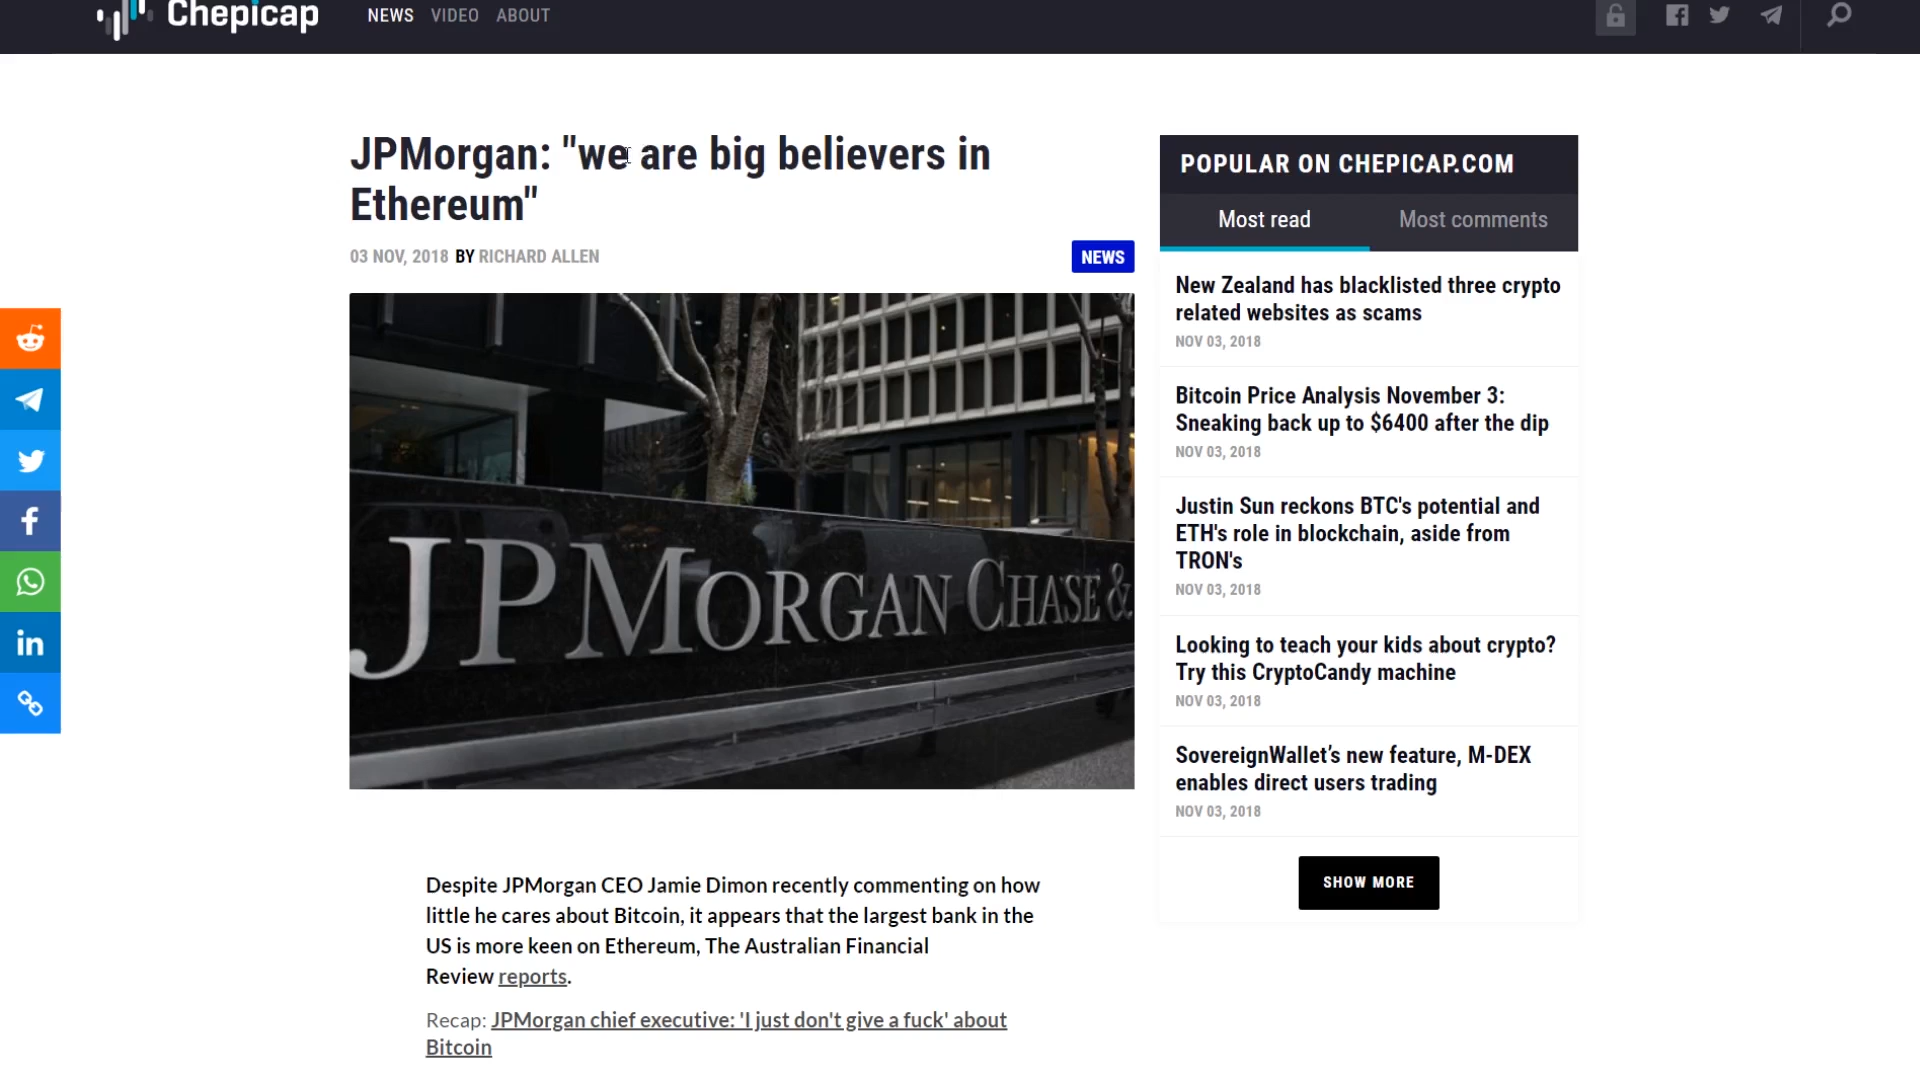 Chepicap
NEWS VIDEO ABOUT
JPMorgan: "we are big believers in
Ethereum"
03 NOV, 2018 BY RICHARD ALLEN
NEWS
JPMORGAN CHASE &
Despite JPMorgan CEO Jamie Dimon recently commenting on how
little he cares about Bitcoin, it appears that the largest bank in the
US is more keen on Ethereum, The Australian Financial
Review reports.
Recap: JPMorgan chief executive: 'I just don't give a fuck' about
Bitcoin
POPULAR ON CHEPICAP.COM
Most read Most comments
New Zealand has blacklisted three crypto
related websites as scams
NOV 03, 2018
Bitcoin Price Analysis November 3:
Sneaking back up to $6400 after the dip
NOV 03, 2018
Justin Sun reckons BTC's potential and
ETH's role in blockchain, aside from
TRON's
NOV 03, 2018
Looking to teach your kids about crypto?
Try this CryptoCandy machine
NOV 03, 2018
SovereignWallet’s new feature, M-DEX
enables direct users trading
NOV 03, 2018
SHOW MORE